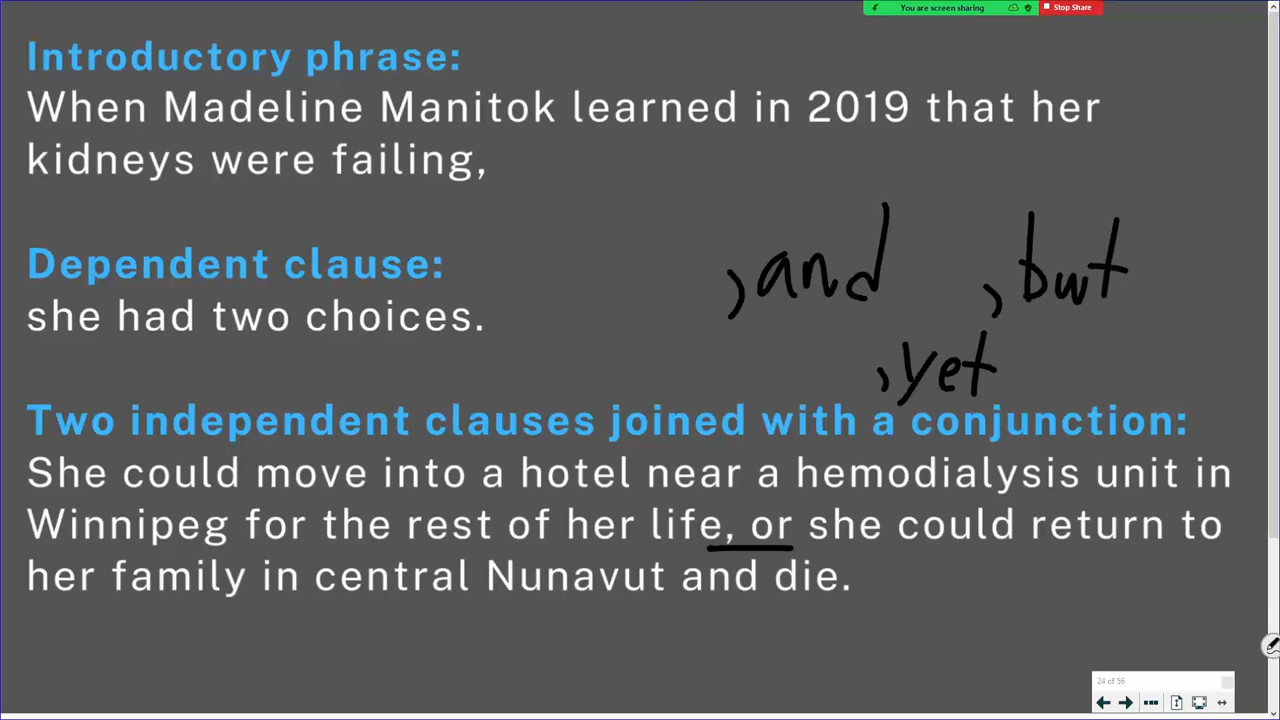 You are screen sharing
Stop Share
Introductory phrase:
When Madeline Manitok learned in 2019 that her
kidneys were failing,
Dependent clause:
she had two choices.
,and
,but
,yet
Two independent clauses joined with a conjunction:
She could move into a hotel near a hemodialysis unit in
Winnipeg for the rest of her life, or she could return to
her family in central Nunavut and die.
24 of 56